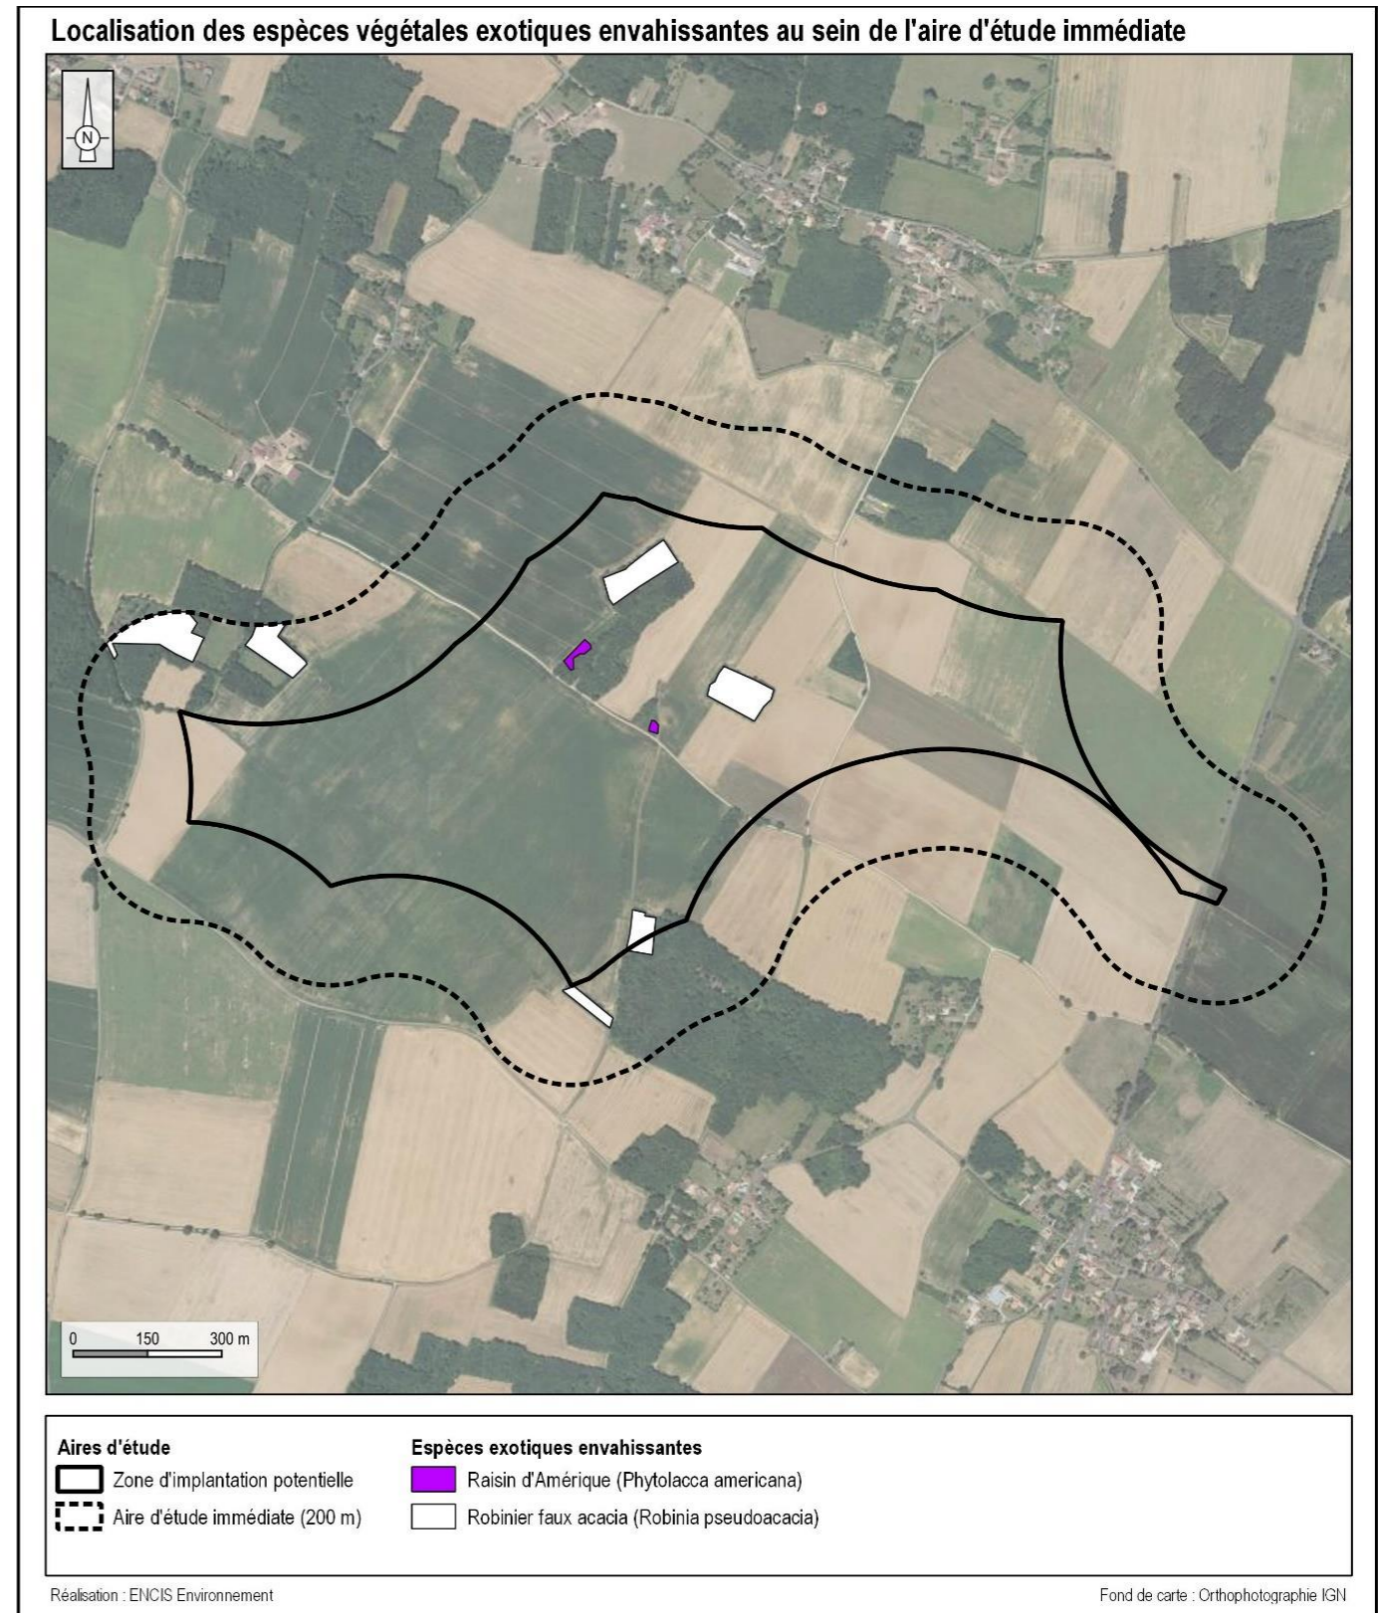 Localisation des espèces végétales exotiques envahissantes au sein de l'aire d'étude immédiate
N
0 150 300 m
Aires d'étude
Zone d'implantation potentielle
Aire d'étude immédiate (200 m)
Espèces exotiques envahissantes
Raisin d'Amérique (Phytolacca americana)
Robinier faux acacia (Robinia pseudoacacia)
Réalisation : ENCIS Environnement
Fond de carte : Orthophotographie IGN